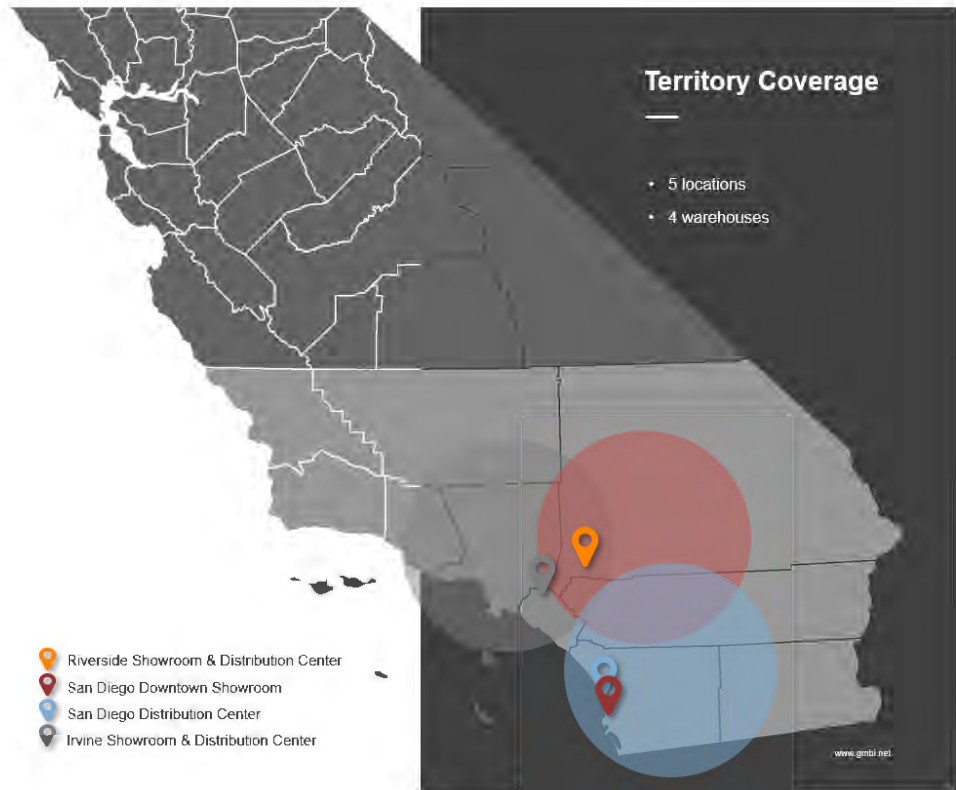 Territory Coverage
• 5 locations
• 4 warehouses
Riverside Showroom & Distribution Center
San Diego Downtown Showroom
San Diego Distribution Center
Irvine Showroom & Distribution Center
www.gmbi.net